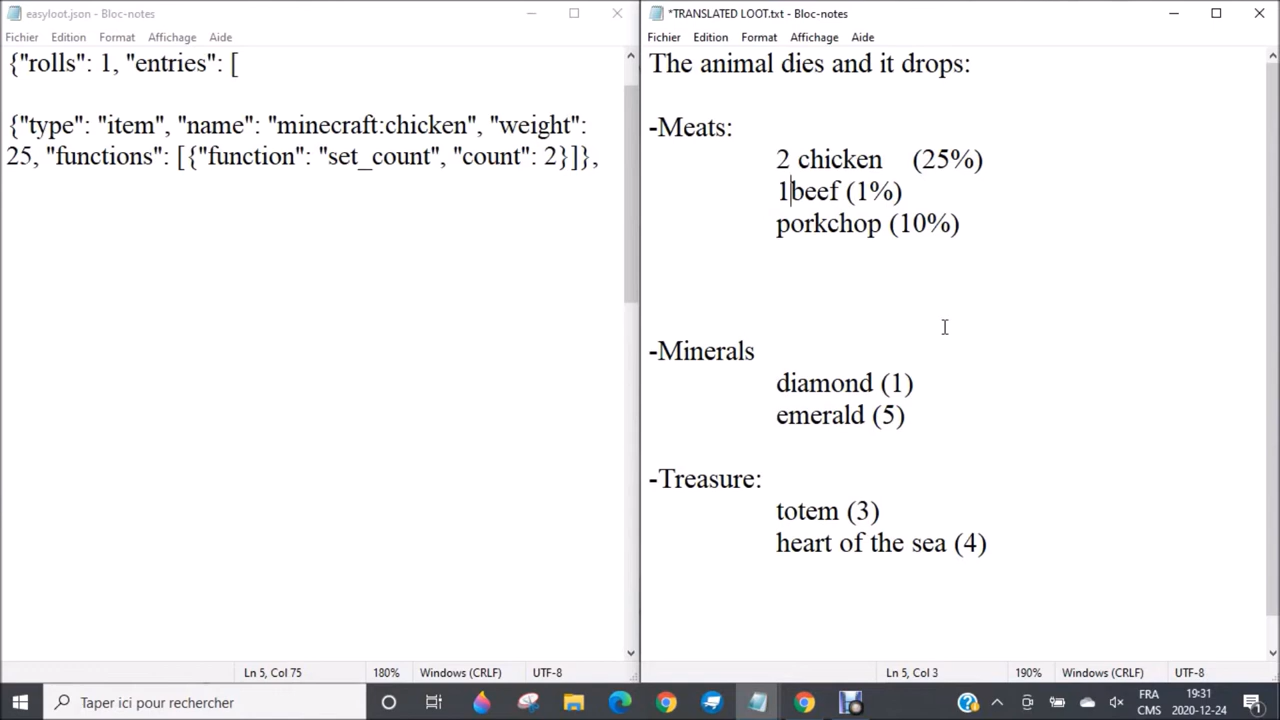 easyloot.json - Bloc-notes
Fichier Edition Format Affichage Aide
{"rolls": 1, "entries": [
{"type": "item", "name": "minecraft:chicken", "weight":
25, "functions": [{"function": "set_count", "count": 2}]},
Ln 5, Col 75 180% Windows (CRLF) UTF-8
*TRANSLATED LOOT.txt - Bloc-notes
Fichier Edition Format Affichage Aide
The animal dies and it drops:
-Meats:
2 chicken (25%)
1beef (1%)
porkchop (10%)
-Minerals
diamond (1)
emerald (5)
-Treasure:
totem (3)
heart of the sea (4)
Ln 5, Col 3 190% Windows (CRLF) UTF-8
Taper ici pour rechercher
FRA
CMS
19:31
2020-12-24
1